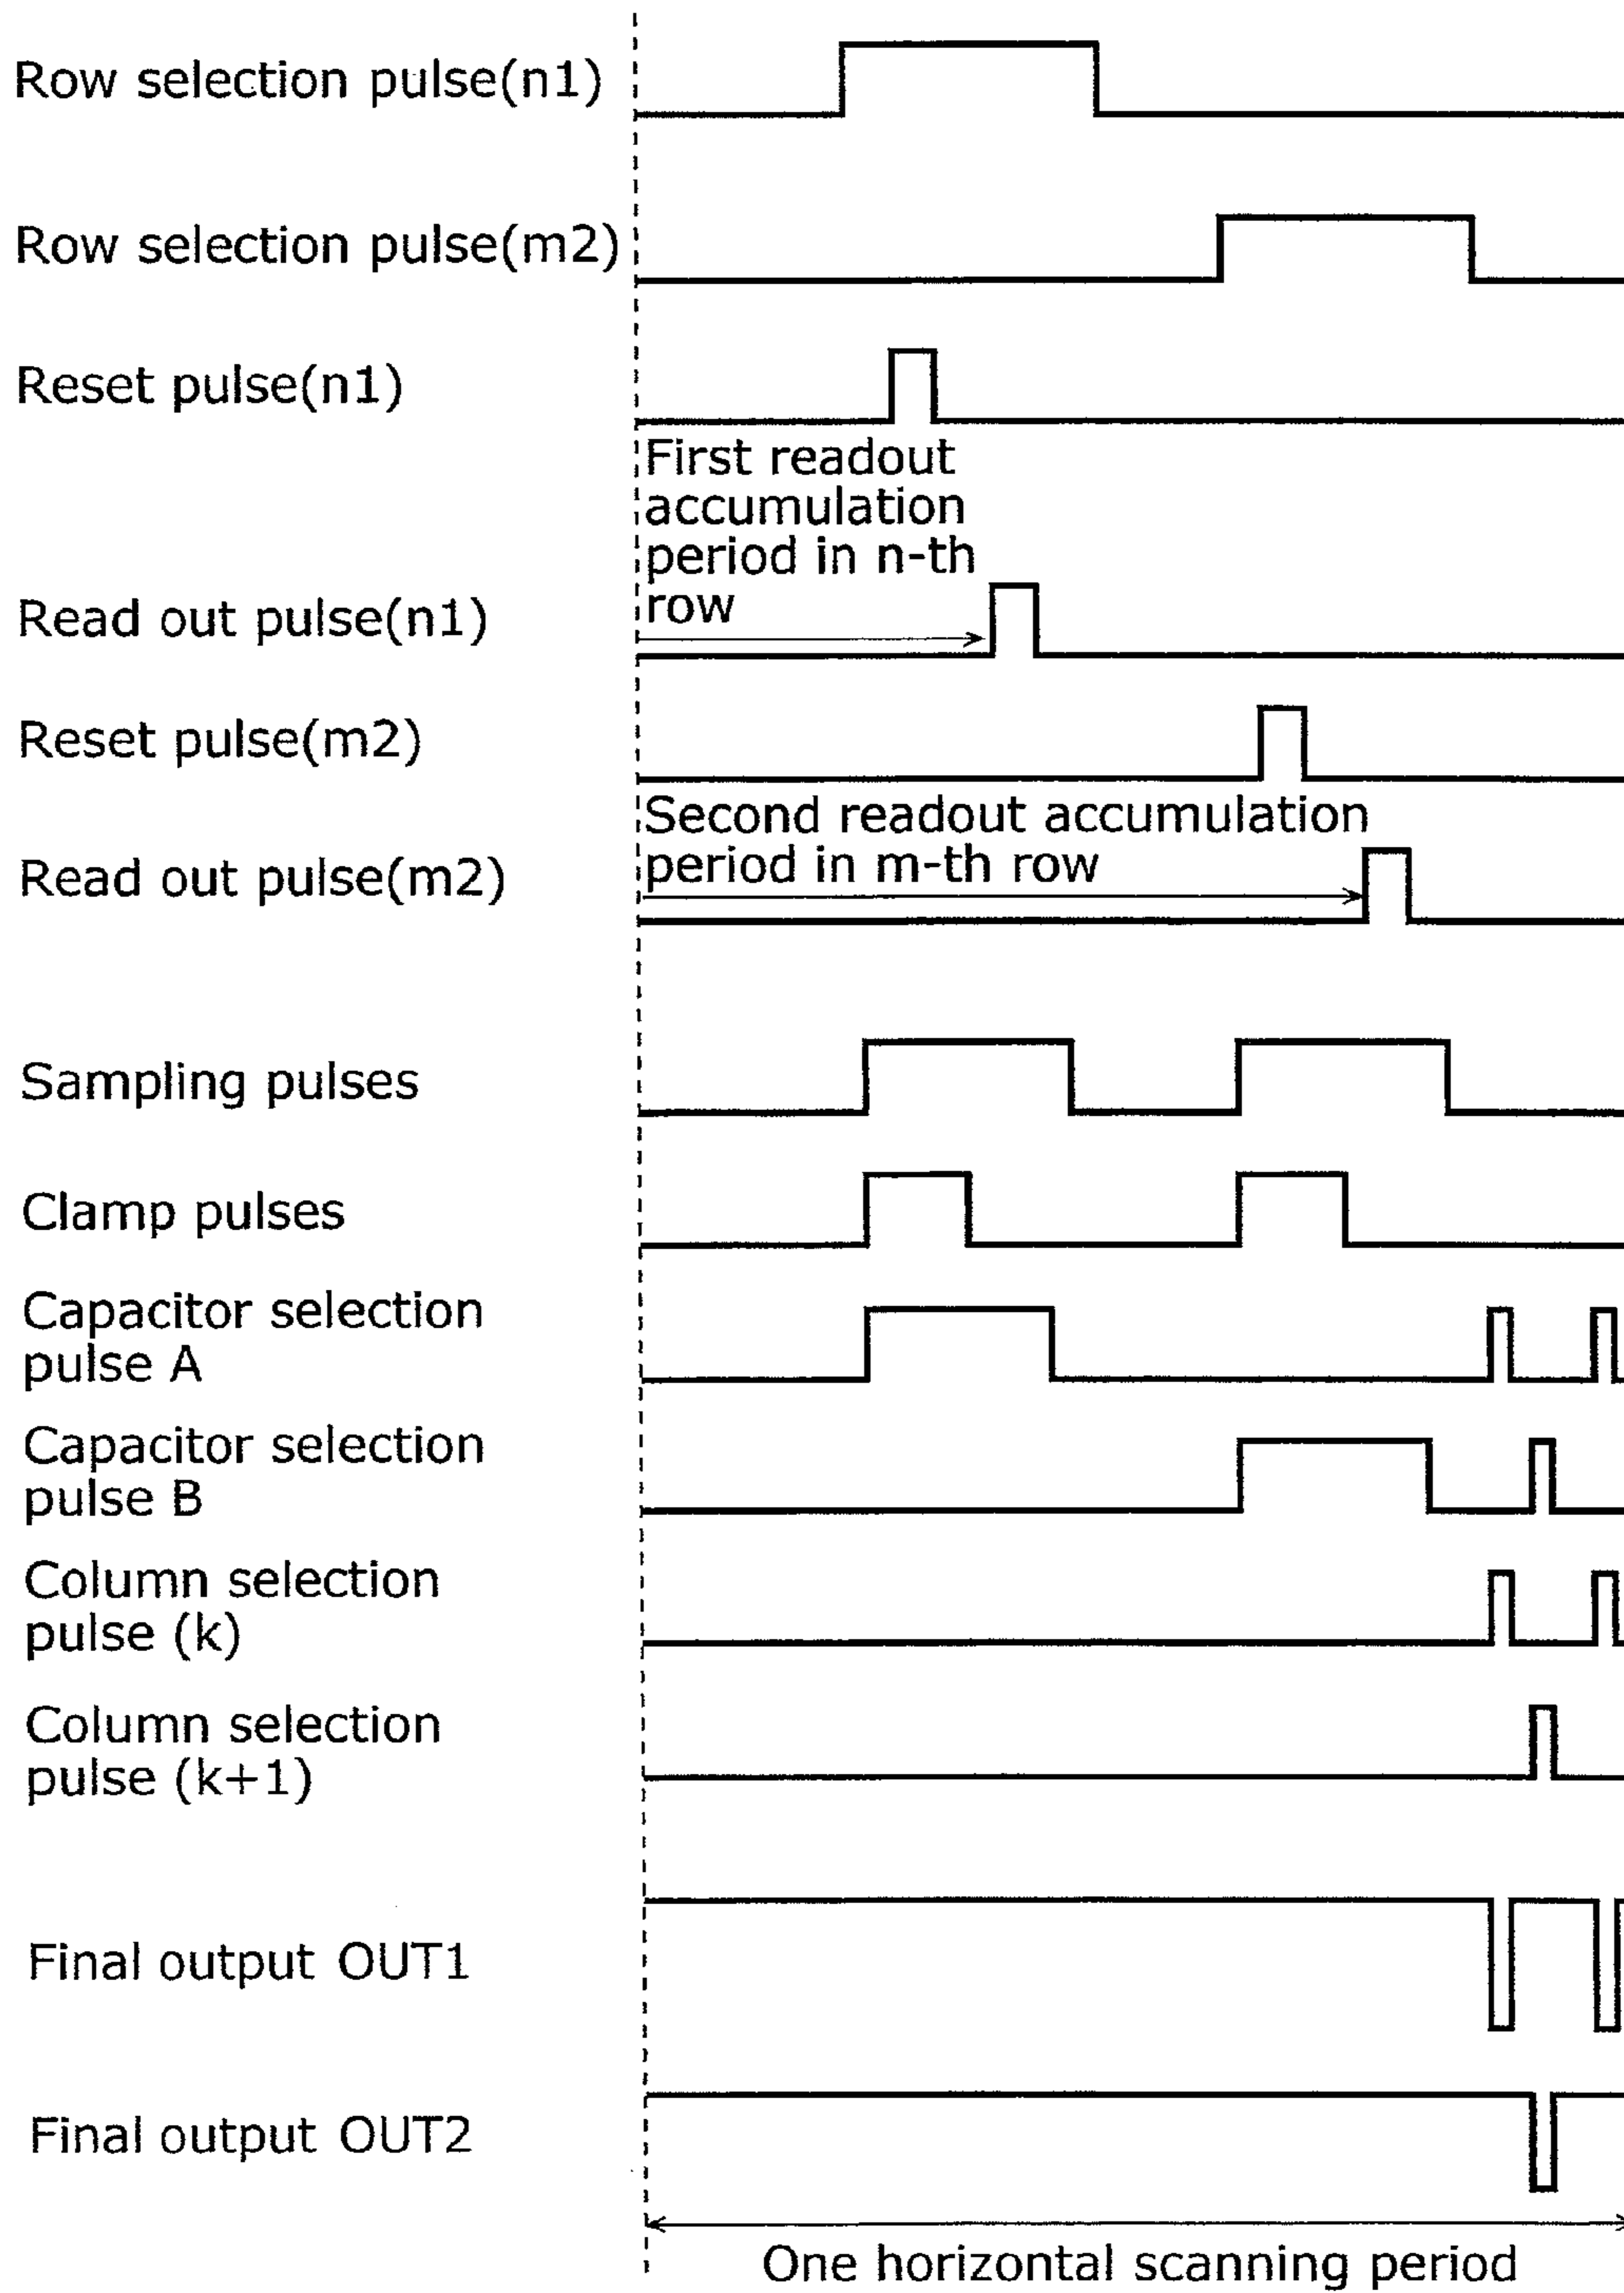 Row selection pulse(n1)
Row selection pulse(m2)
Reset pulse(n1)
First readout
accumulation
period in n-th
row
Read out pulse(n1)
Reset pulse(m2)
Second readout accumulation
period in m-th row
Read out pulse(m2)
Sampling pulses
Clamp pulses
Capacitor selection
pulse A
Capacitor selection
pulse B
Column selection
pulse (k)
Column selection
pulse (k+1)
Final output OUT1
Final output OUT2
One horizontal scanning period